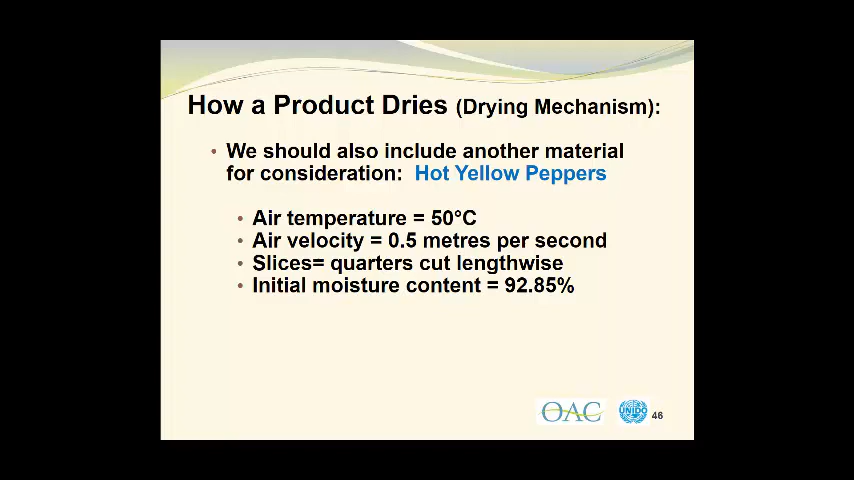 How a Product Dries (Drying Mechanism):
• We should also include another material
for consideration: Hot Yellow Peppers
• Air temperature = 50°C
• Air velocity = 0.5 metres per second
• Slices= quarters cut lengthwise
• Initial moisture content = 92.85%
OAC
UNIDO
46